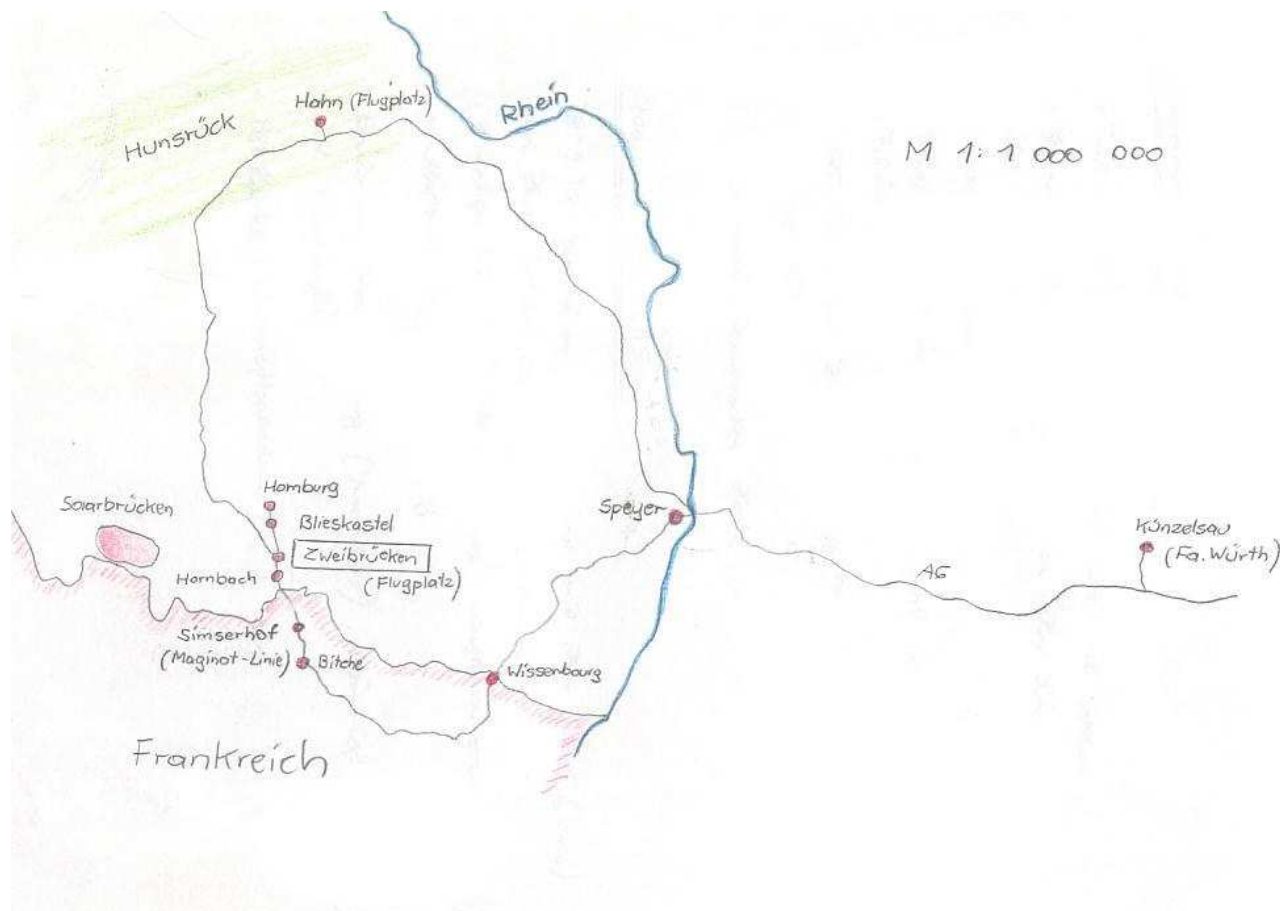 Hahn (Flugplatz)
Rhein
Hunsrück
M 1:1 000 000
Homburg
Saarbrücken
Blieskastel
Speyer
Künzelsau
(Fa. Würth)
Zweibrücken
(Flugplatz)
Hornbach
A6
Simserhof
(Maginot-Linie)
Bitche
Wissenbourg
Frankreich